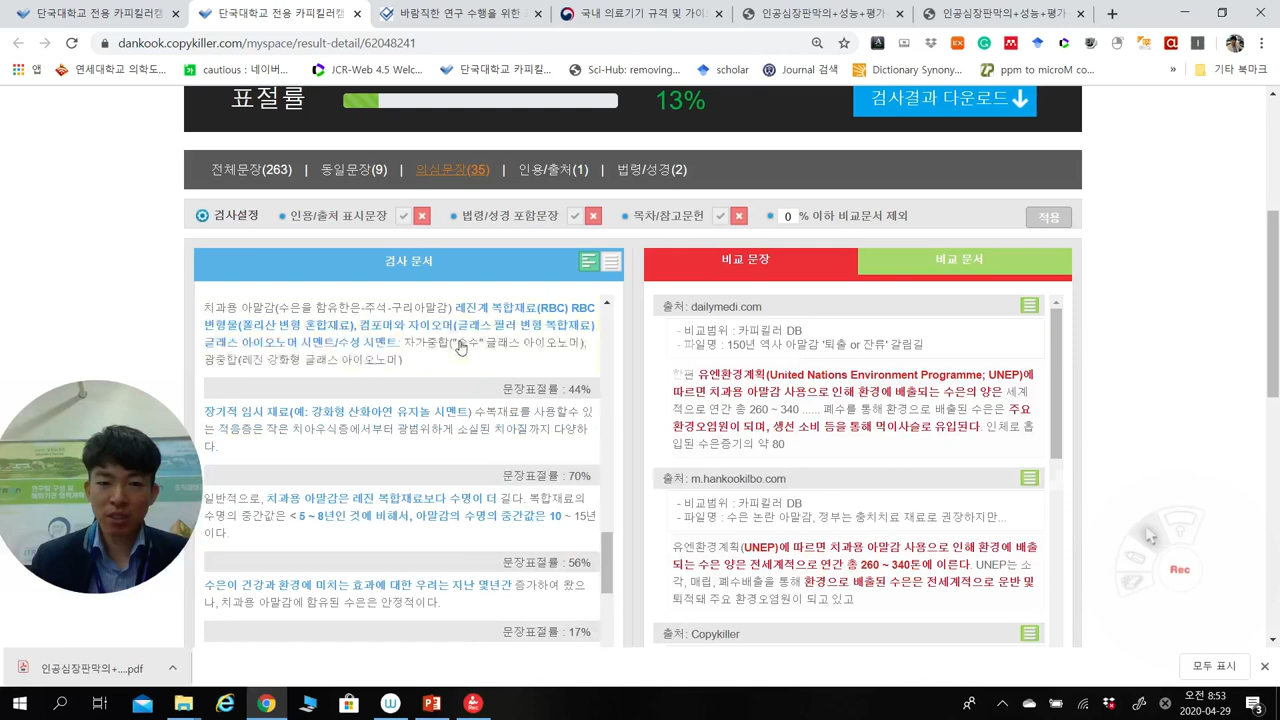 단국대학교 전용 카피킬러캠
단국대학교 전용 카피킬러캠
바람직한 연구 수행을 위한
국내 의료기기 규격 및 가이
인공심장판막의+성능+평가
인공심장판막의+성능+평가
dankook.copykiller.com/myspace/result-detail/62048241
앱
연세대학교 의학도...
cautious : 네이버...
JCR-Web 4.5 Welc...
단국대학교 카피킬...
Sci-Hub: removing...
scholar
Journal 검색
Dictionary Synony...
ppm to microM co...
»
기타 북마크
표절률
13%
검사결과 다운로드
전체문장(263) | 동일문장(9) | 의심문장(35) | 인용/출처(1) | 법령/성경(2)
검사설정
인용/출처 표시문장
법령/성경 포함문장
목차/참고문헌
0 % 이하 비교문서 제외
적용
검사 문서
치과용 아말감(수은을 함유한은-주석-구리아말감) 레진계 복합재료(RBC) RBC
변형물(폴리산 변형 혼합재료), 컴포머와 자이오머(글래스 필러 변형 복합재료)
글래스 아이오노머 시멘트/수성 시멘트: 자가중합("순수" 글래스 아이오노머),
광중합(레진 강화형 글래스 아이오노머)
문장표절률 : 44%
장기적 임시 재료(예: 강화형 산화아연 유지놀 시멘트) 수복재료를 사용할수 있
는 적응증은 작은 치아우식증에서부터 광범위하게 소실된 치아질까지 다양하
다.
문장표절률 : 70%
일반적으로, 치과용 아말감은 레진 복합재료보다 수명이 더 길다. 복합재료의
수명의 중간값은 < 5 ~ 8년인 것에 비해서, 아말감의 수명의 중간값은 10 ~ 15년
이다.
문장표절률 : 56%
수은이 건강과 환경에 미치는 효과에 대한 우려는 지난 몇년간 증가하여 왔으
나, 치과용 아말감에 함유된 수은은 안정적이다.
문장표절률 : 17%
비교 문장
비교 문서
출처: dailymedi.com
- 비교범위 : 카피킬러 DB
- 파일명 : 150년 역사 아말감 '퇴출 or 잔류' 갈림길
한편 유엔환경계획(United Nations Environment Programme; UNEP)에
따르면 치과용 아말감 사용으로 인해 환경에 배출되는 수은의 양은 세계
적으로 연간 총 260 ~ 340 ...... 폐수를 통해 환경으로 배출된 수은은 주요
환경오염원이 되며, 생선 소비 등을 통해 먹이사슬로 유입된다. 인체로 흡
입된 수은증기의 약 80
출처: m.hankookilbo.com
- 비교범위 : 카피킬러 DB
- 파일명 : 수은 논란 아말감, 정부는 충치치료 재료로 권장하지만...
유엔환경계획(UNEP)에 따르면 치과용 아말감 사용으로 인해 환경에 배출
되는 수은 양은 전세계적으로 연간 총 260 ~ 340톤에 이른다. UNEP는 소
각, 매립, 폐수배출을 통해 환경으로 배출된 수은은 전세계적으로 운반 및
퇴적돼 주요 환경오염원이 되고 있고
출처: Copykiller
Rec
인공심장판막의+....pdf
모두 표시
오전 8:53
2020-04-29
3